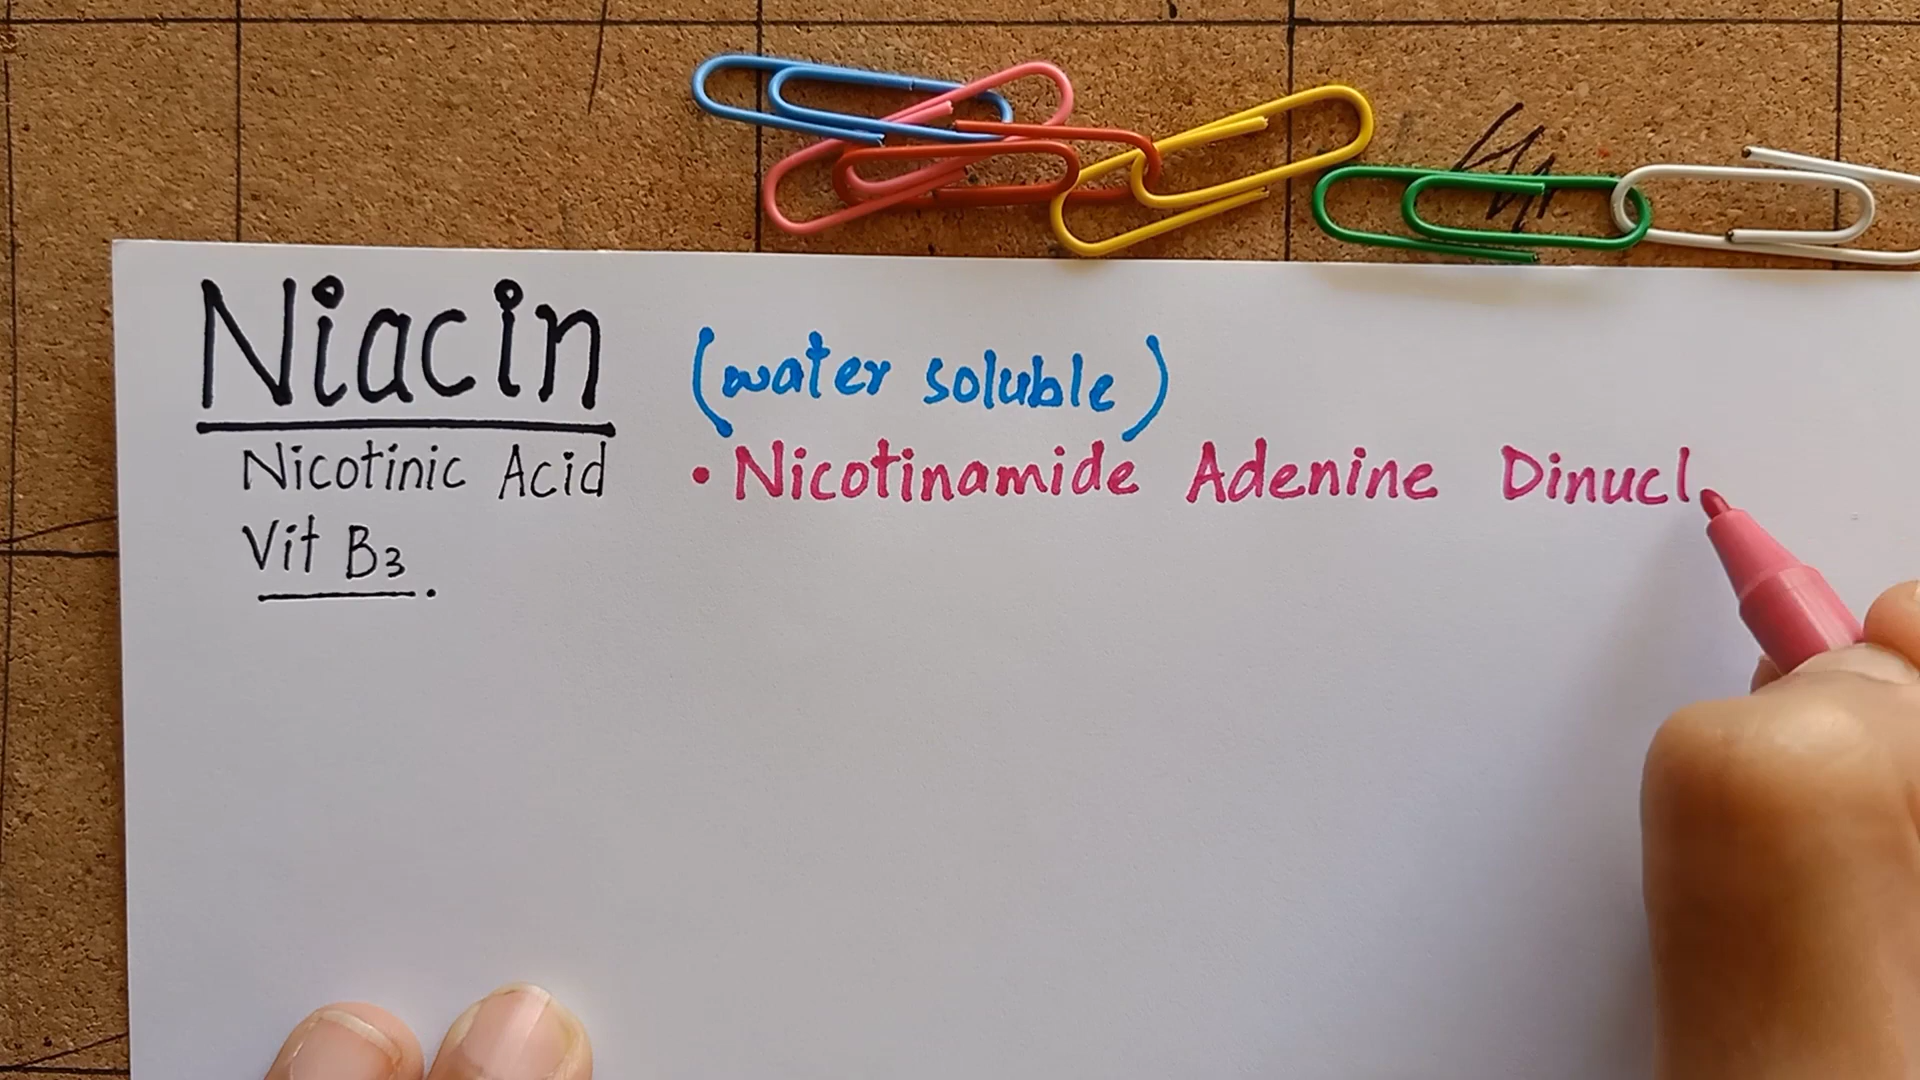 Niacin (water soluble)
Nicotinic Acid • Nicotinamide Adenine Dinucl
Vit B3.